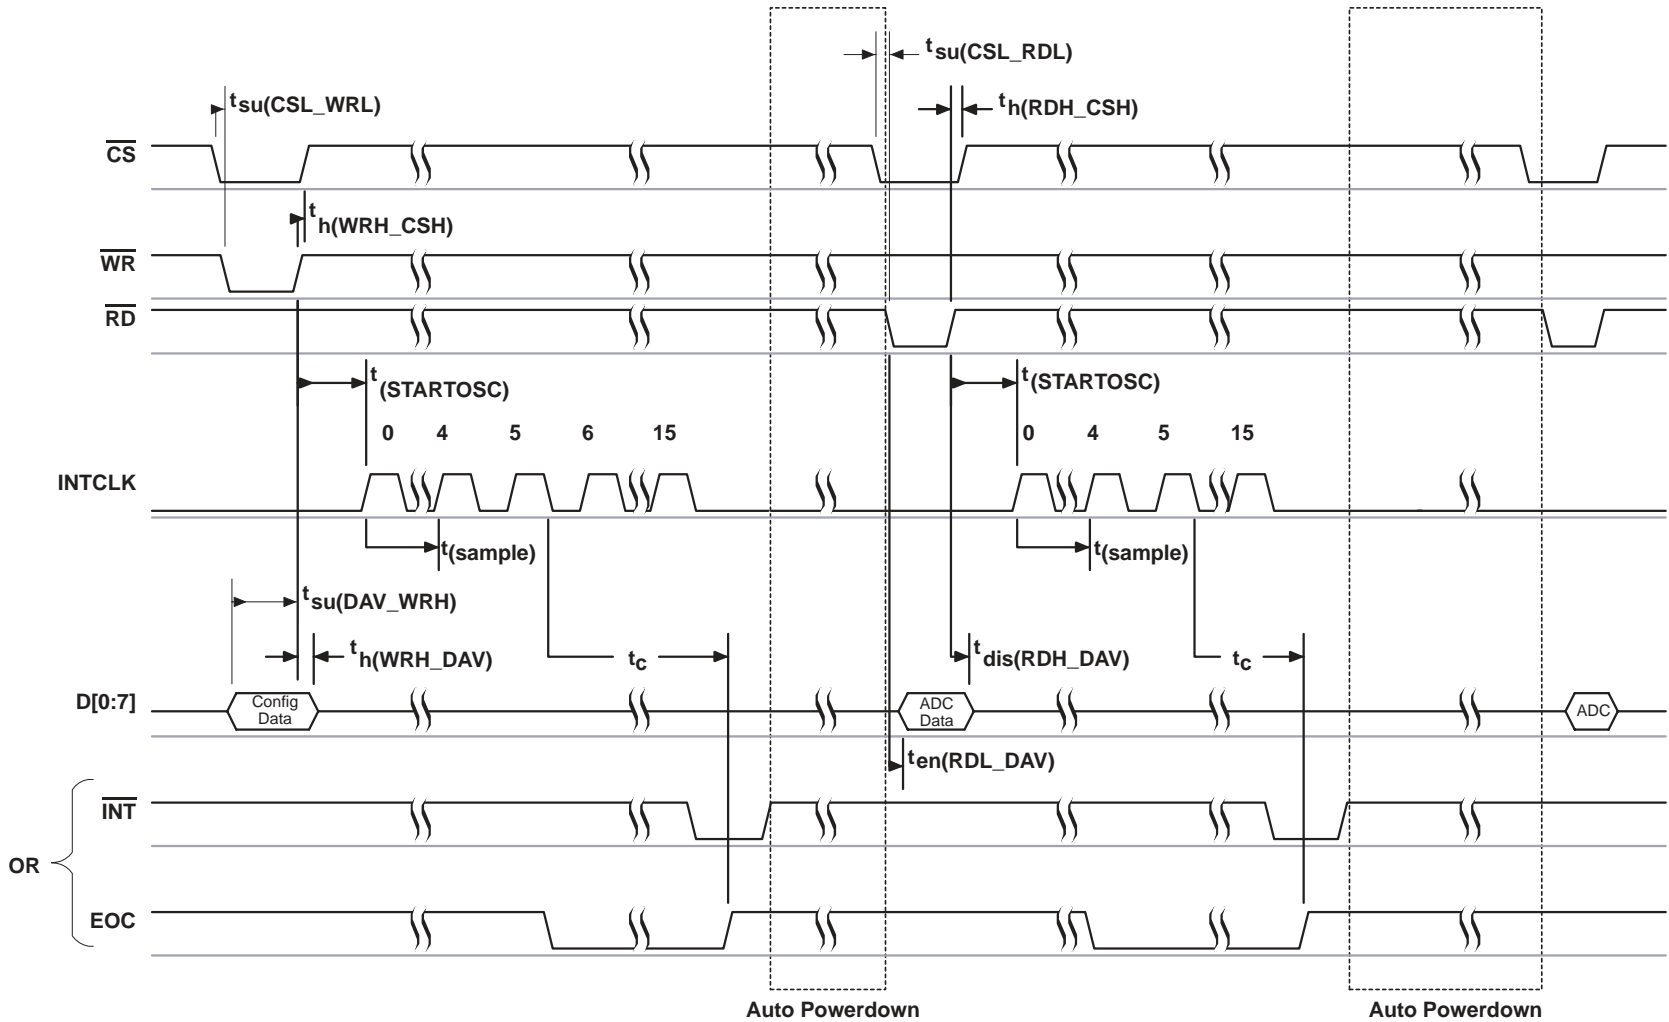 tsu(CSL_RDL)
tsu(CSL_WRL)
th(RDH_CSH)
CS
th(WRH_CSH)
WR
RD
t(STARTOSC)
t(STARTOSC)
0 4 5 6 15
0 4 5 15
INTCLK
t(sample)
t(sample)
tsu(DAV_WRH)
th(WRH_DAV)
tc
tdis(RDH_DAV)
tc
D[0:7]
Config
Data
ADC
Data
ADC
ten(RDL_DAV)
INT
OR
EOC
Auto Powerdown
Auto Powerdown